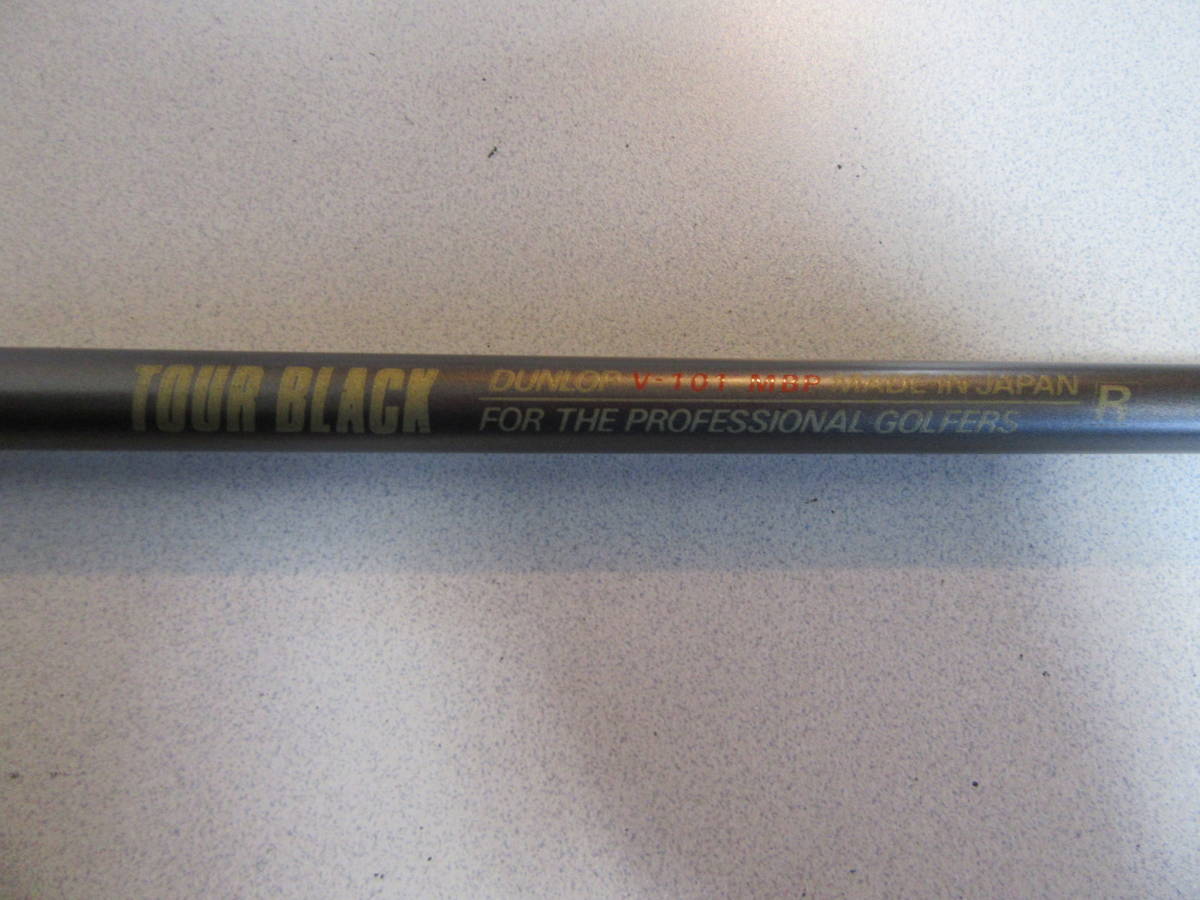 TOUR BLACK
DUNLOP V-101 MBP MADE IN JAPAN
FOR THE PROFESSIONAL GOLFERS
R